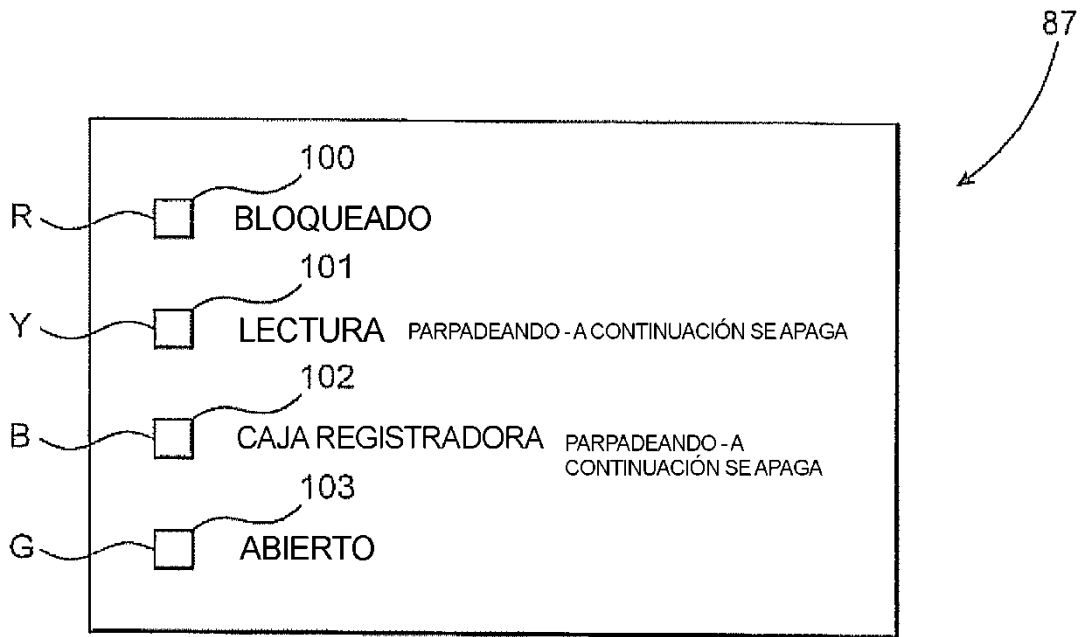 87
100
R BLOQUEADO
101
Y LECTURA PARPADEANDO - A CONTINUACIÓN SE APAGA
102
B CAJA REGISTRADORA PARPADEANDO - A
CONTINUACIÓN SE APAGA
103
G ABIERTO